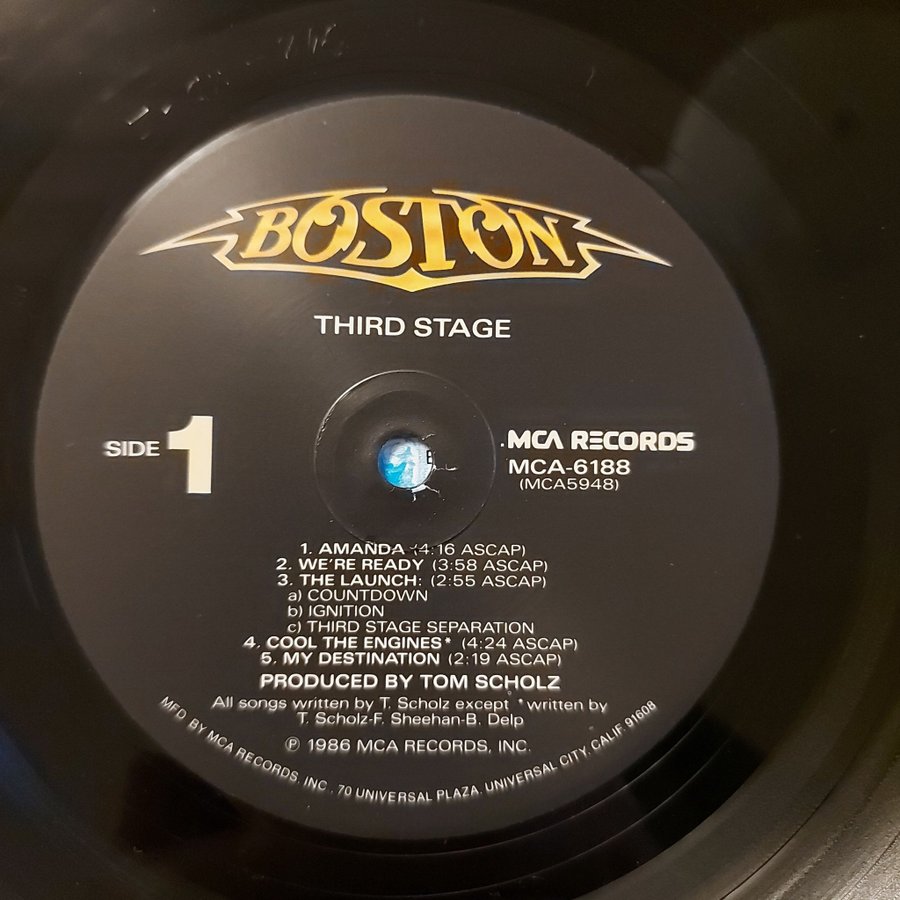 BOSTON
THIRD STAGE
SIDE 1
MCA RECORDS
MCA-6188
(MCA5948)
1. AMANDA (4:16 ASCAP)
2. WE'RE READY (3:58 ASCAP)
3. THE LAUNCH: (2:55 ASCAP)
a) COUNTDOWN
b) IGNITION
c) THIRD STAGE SEPARATION
4. COOL THE ENGINES* (4:24 ASCAP)
5. MY DESTINATION (2:19 ASCAP)
PRODUCED BY TOM SCHOLZ
All songs written by T. Scholz except *written by
T. Scholz-F. Sheehan-B. Delp
℗ 1986 MCA RECORDS, INC.
MFD BY MCA RECORDS, INC., 70 UNIVERSAL PLAZA, UNIVERSAL CITY, CALIF. 91608